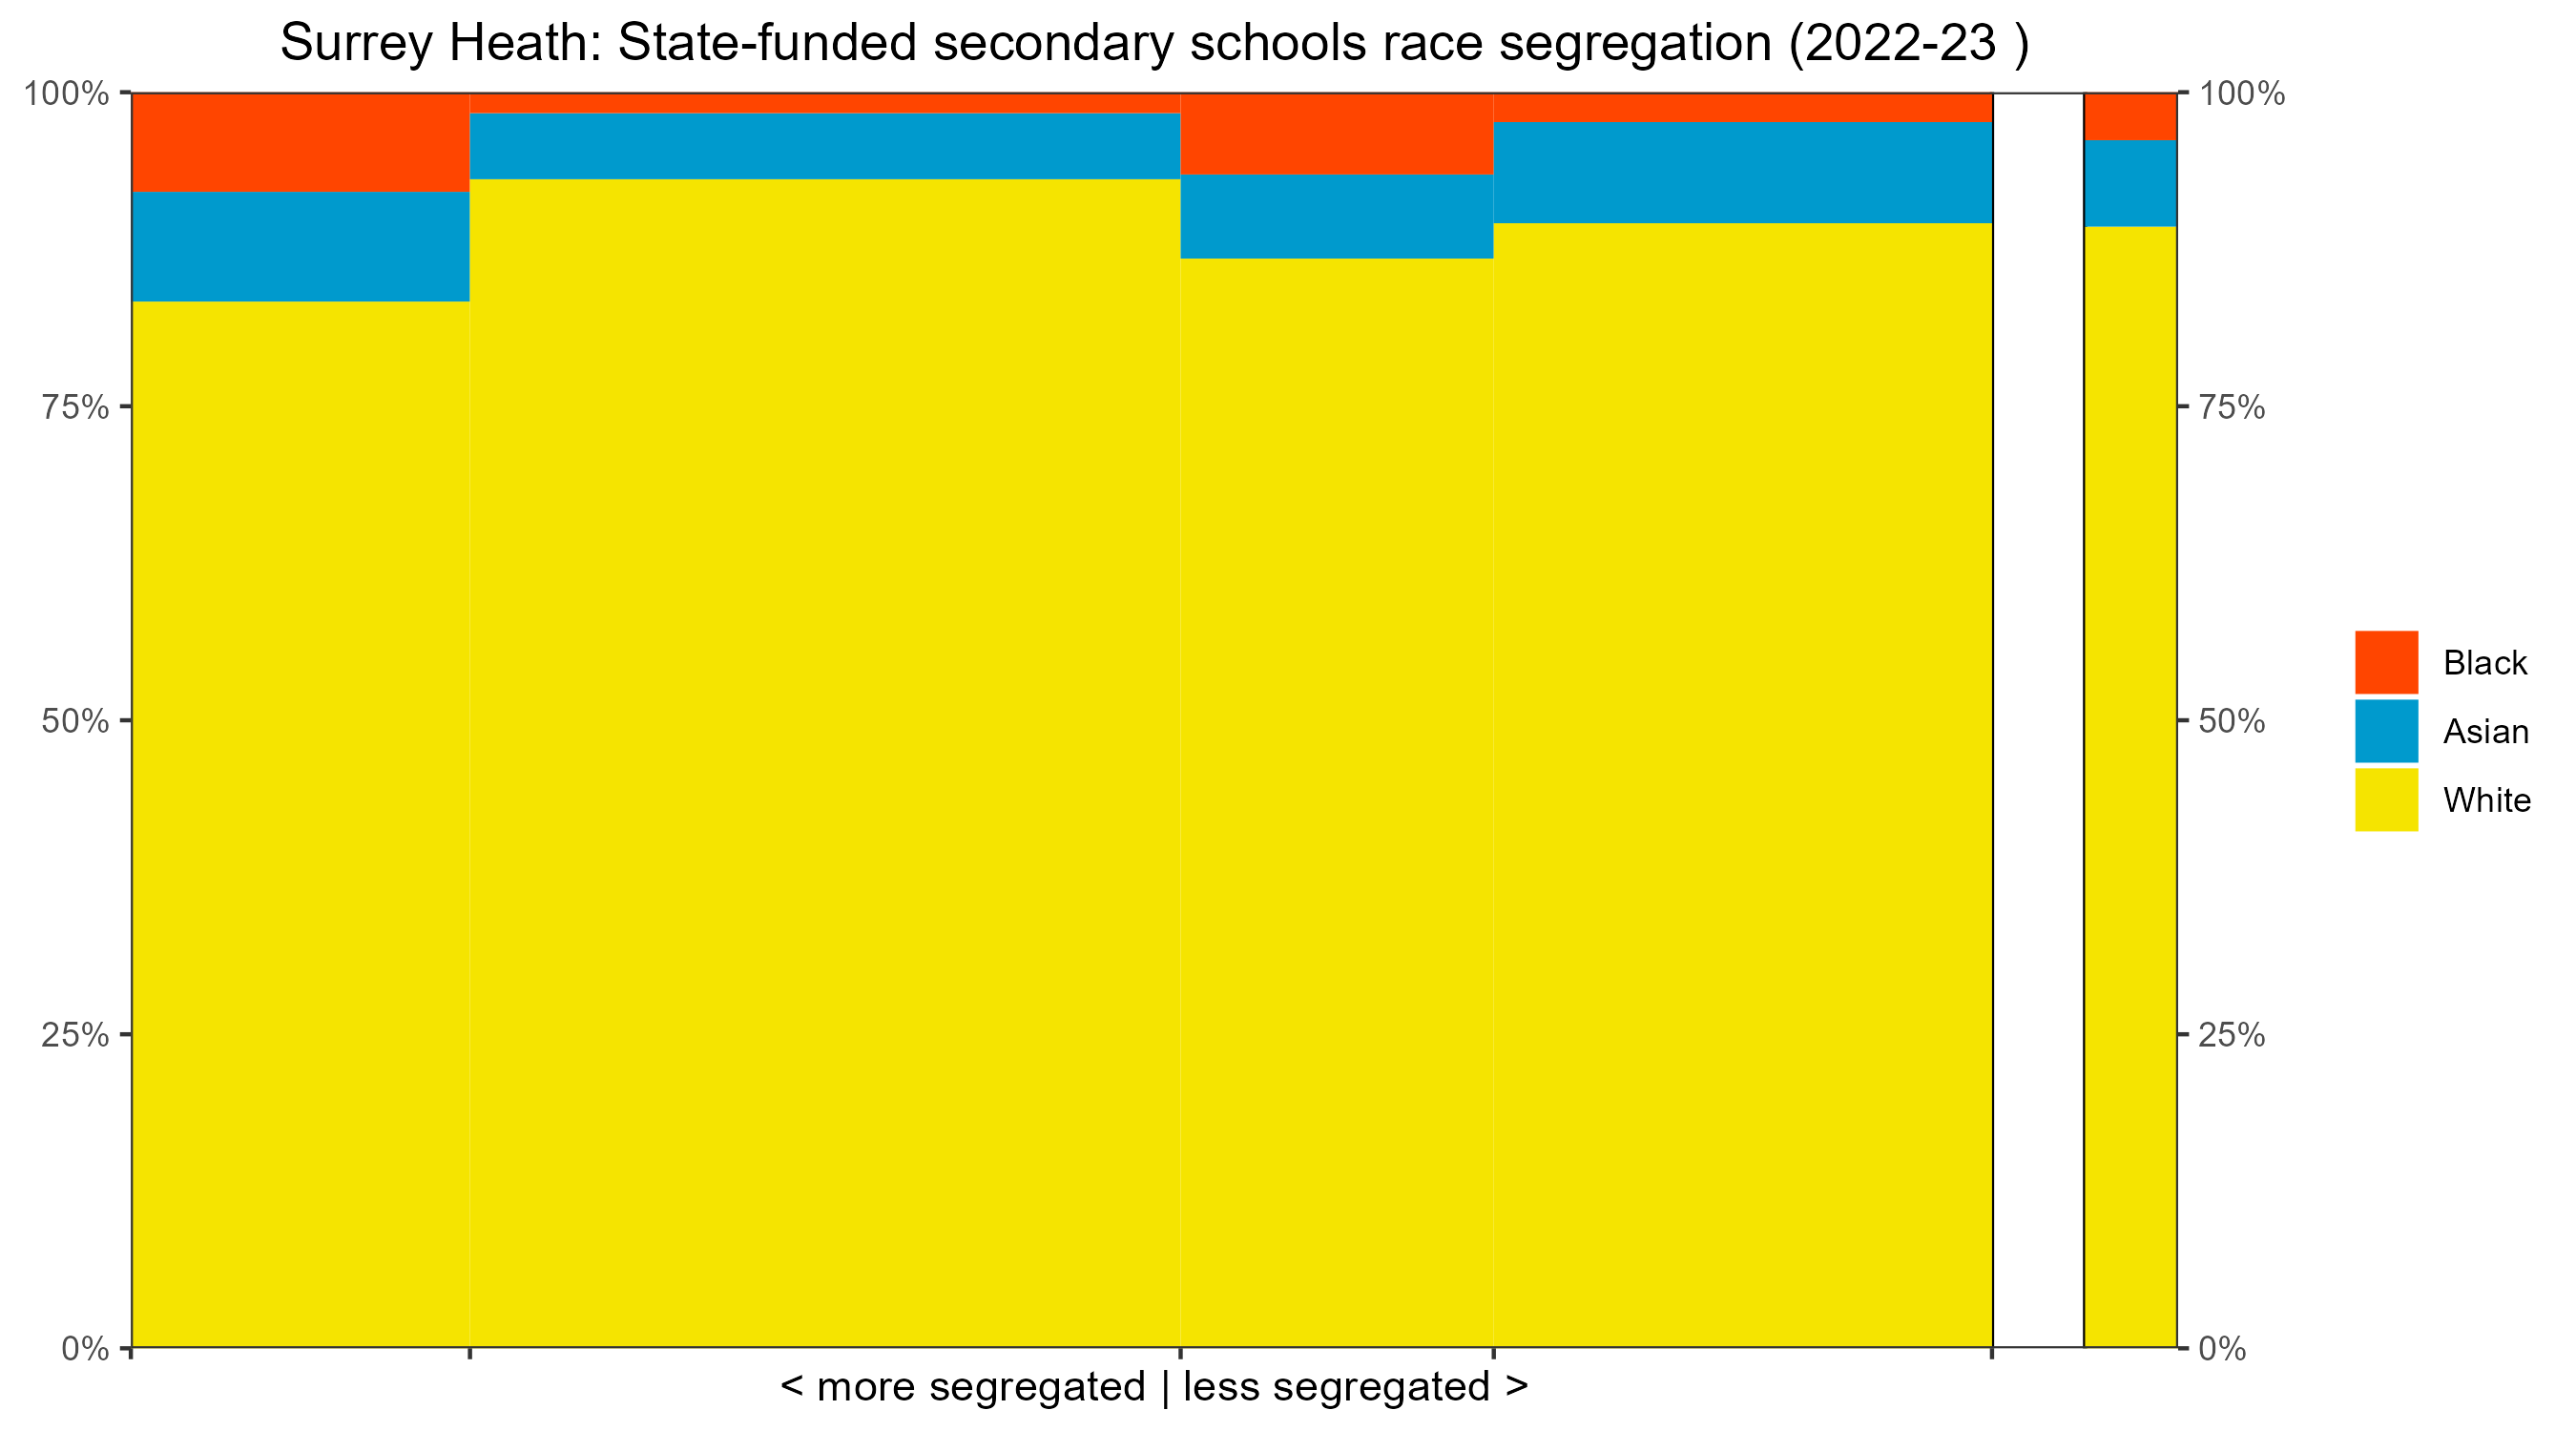 Surrey Heath: State-funded secondary schools race segregation (2022-23 )
100%
75%
50%
25%
0%
100%
75%
50%
25%
0%
Black
Asian
White
< more segregated | less segregated >